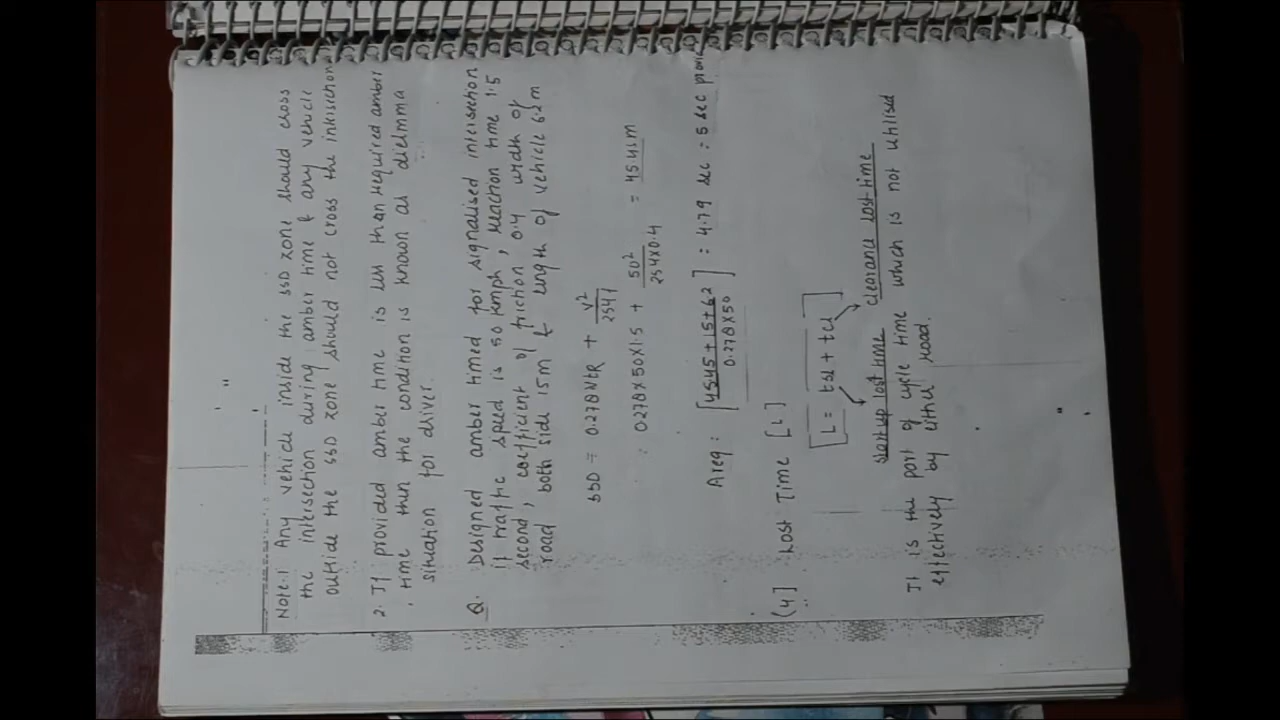 Note. 1 Any vehicle inside the SSD zone should cross
the intersection during amber time & any vehicle
outside the SSD zone should not cross the intersection
2. If provided amber time is less than required amber
time then the condition is known as dielmma
situation for driver.
Q. Designed amber timed for signalised intersection
if traffic speed is 50 kmph, reaction time 1.5
second, coefficient of friction 0.4 width of
road both side 15m & length of vehicle 6.2m
SSD = 0.278VtR + V²/254f
: 0.278×50×1.5 + 50²/254×0.4 = 45.45m
Areq : [45.45+15+6.2/0.278×50] = 4.79 sec = 5 sec
(4] Lost Time [L]
[L = tsl + tcl]
Start up lost time clearance lost time
It is the part of cycle time which is not utilised
effectively by either road.